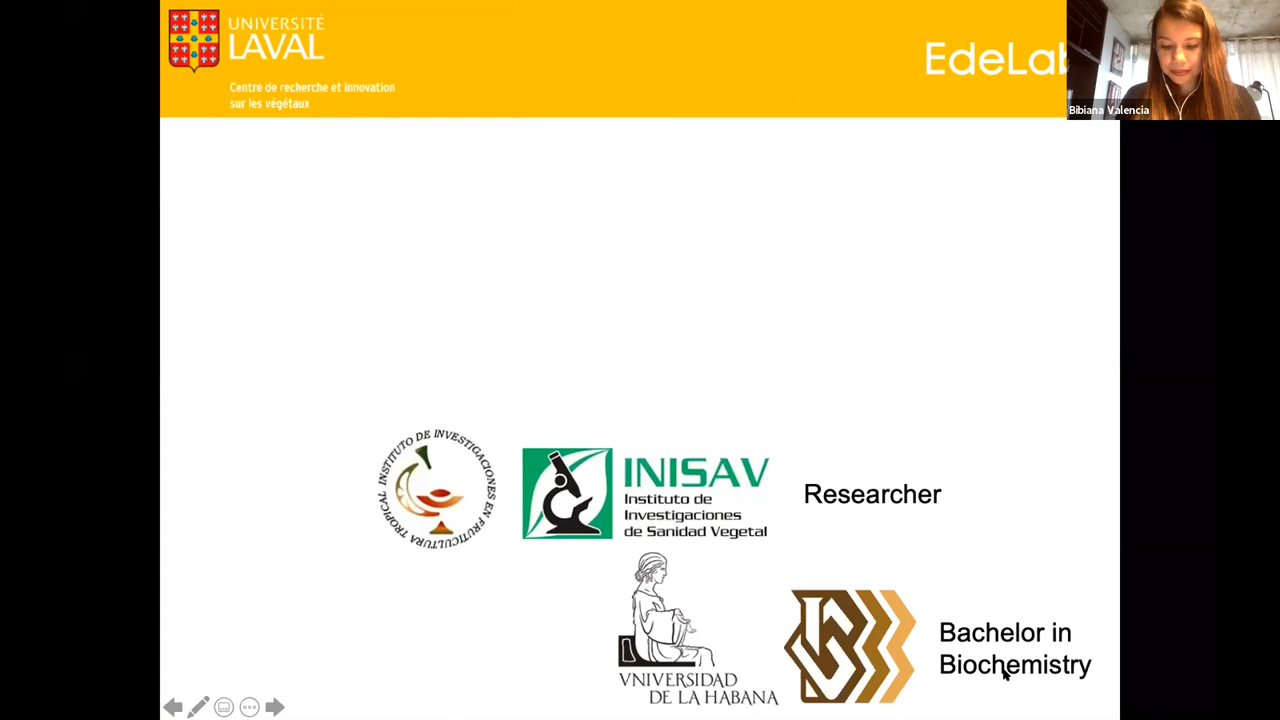 UNIVERSITÉ
LAVAL
Centre de recherche et innovation
sur les végétaux
EdeLab
Bibiana Valencia
INSTITUTO DE INVESTIGACIONES EN FRUTICULTURA TROPICAL
INISAV
Instituto de
Investigaciones
de Sanidad Vegetal
Researcher
VNIVERSIDAD
DE LA HABANA
Bachelor in
Biochemistry